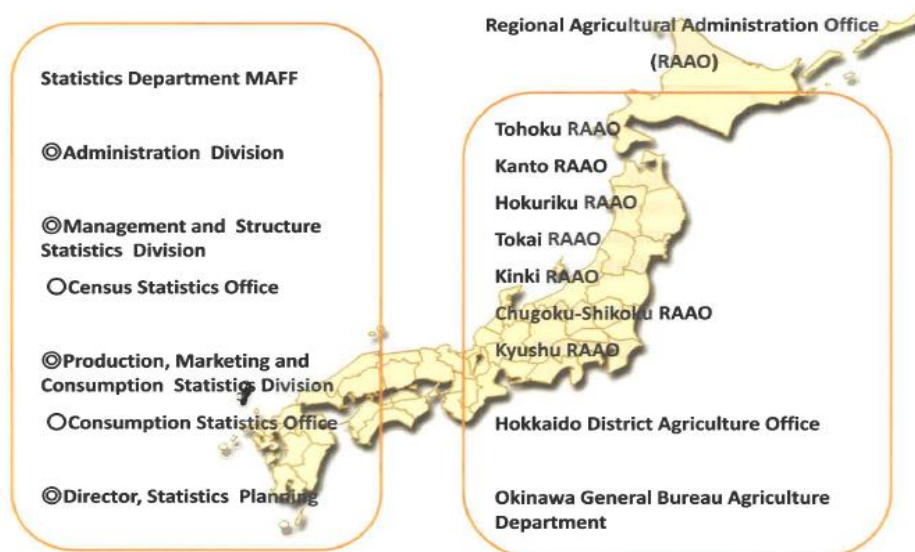 Statistics Department MAFF
◎Administration Division
◎Management and Structure
Statistics Division
○Census Statistics Office
◎Production, Marketing and
Consumption Statistics Division
○Consumption Statistics Office
◎Director, Statistics Planning
Regional Agricultural Administration Office
(RAAO)
Tohoku RAAO
Kanto RAAO
Hokuriku RAAO
Tokai RAAO
Kinki RAAO
Chugoku-Shikoku RAAO
Kyushu RAAO
Hokkaido District Agriculture Office
Okinawa General Bureau Agriculture
Department